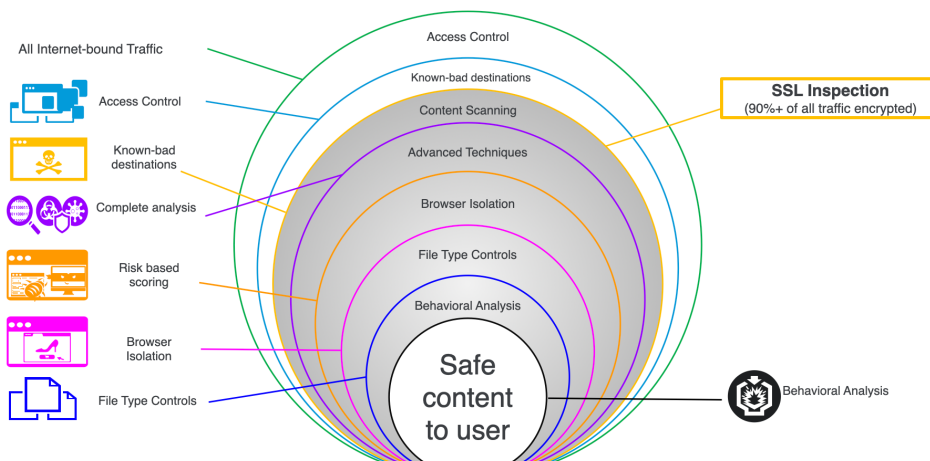 All Internet-bound Traffic
Access Control
Known-bad
destinations
Complete analysis
Risk based
scoring
Browser
Isolation
File Type Controls
Access Control
Known-bad destinations
Content Scanning
Advanced Techniques
Browser Isolation
File Type Controls
Behavioral Analysis
Safe
content
to user
SSL Inspection
(90%+ of all traffic encrypted)
Behavioral Analysis